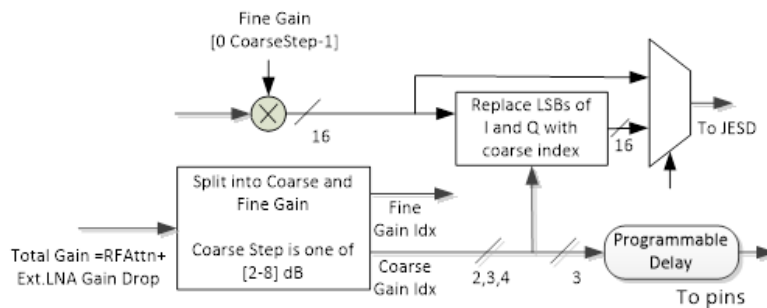 Fine Gain
[0 CoarseStep-1]
16
Replace LSBs of
I and Q with
coarse index
16
To JESD
Split into Coarse and
Fine Gain
Coarse Step is one of
[2-8] dB
Fine
Gain Idx
Total Gain =RFAttn+
Ext.LNA Gain Drop
Coarse
Gain Idx
2,3,4
3
Programmable
Delay
To pins